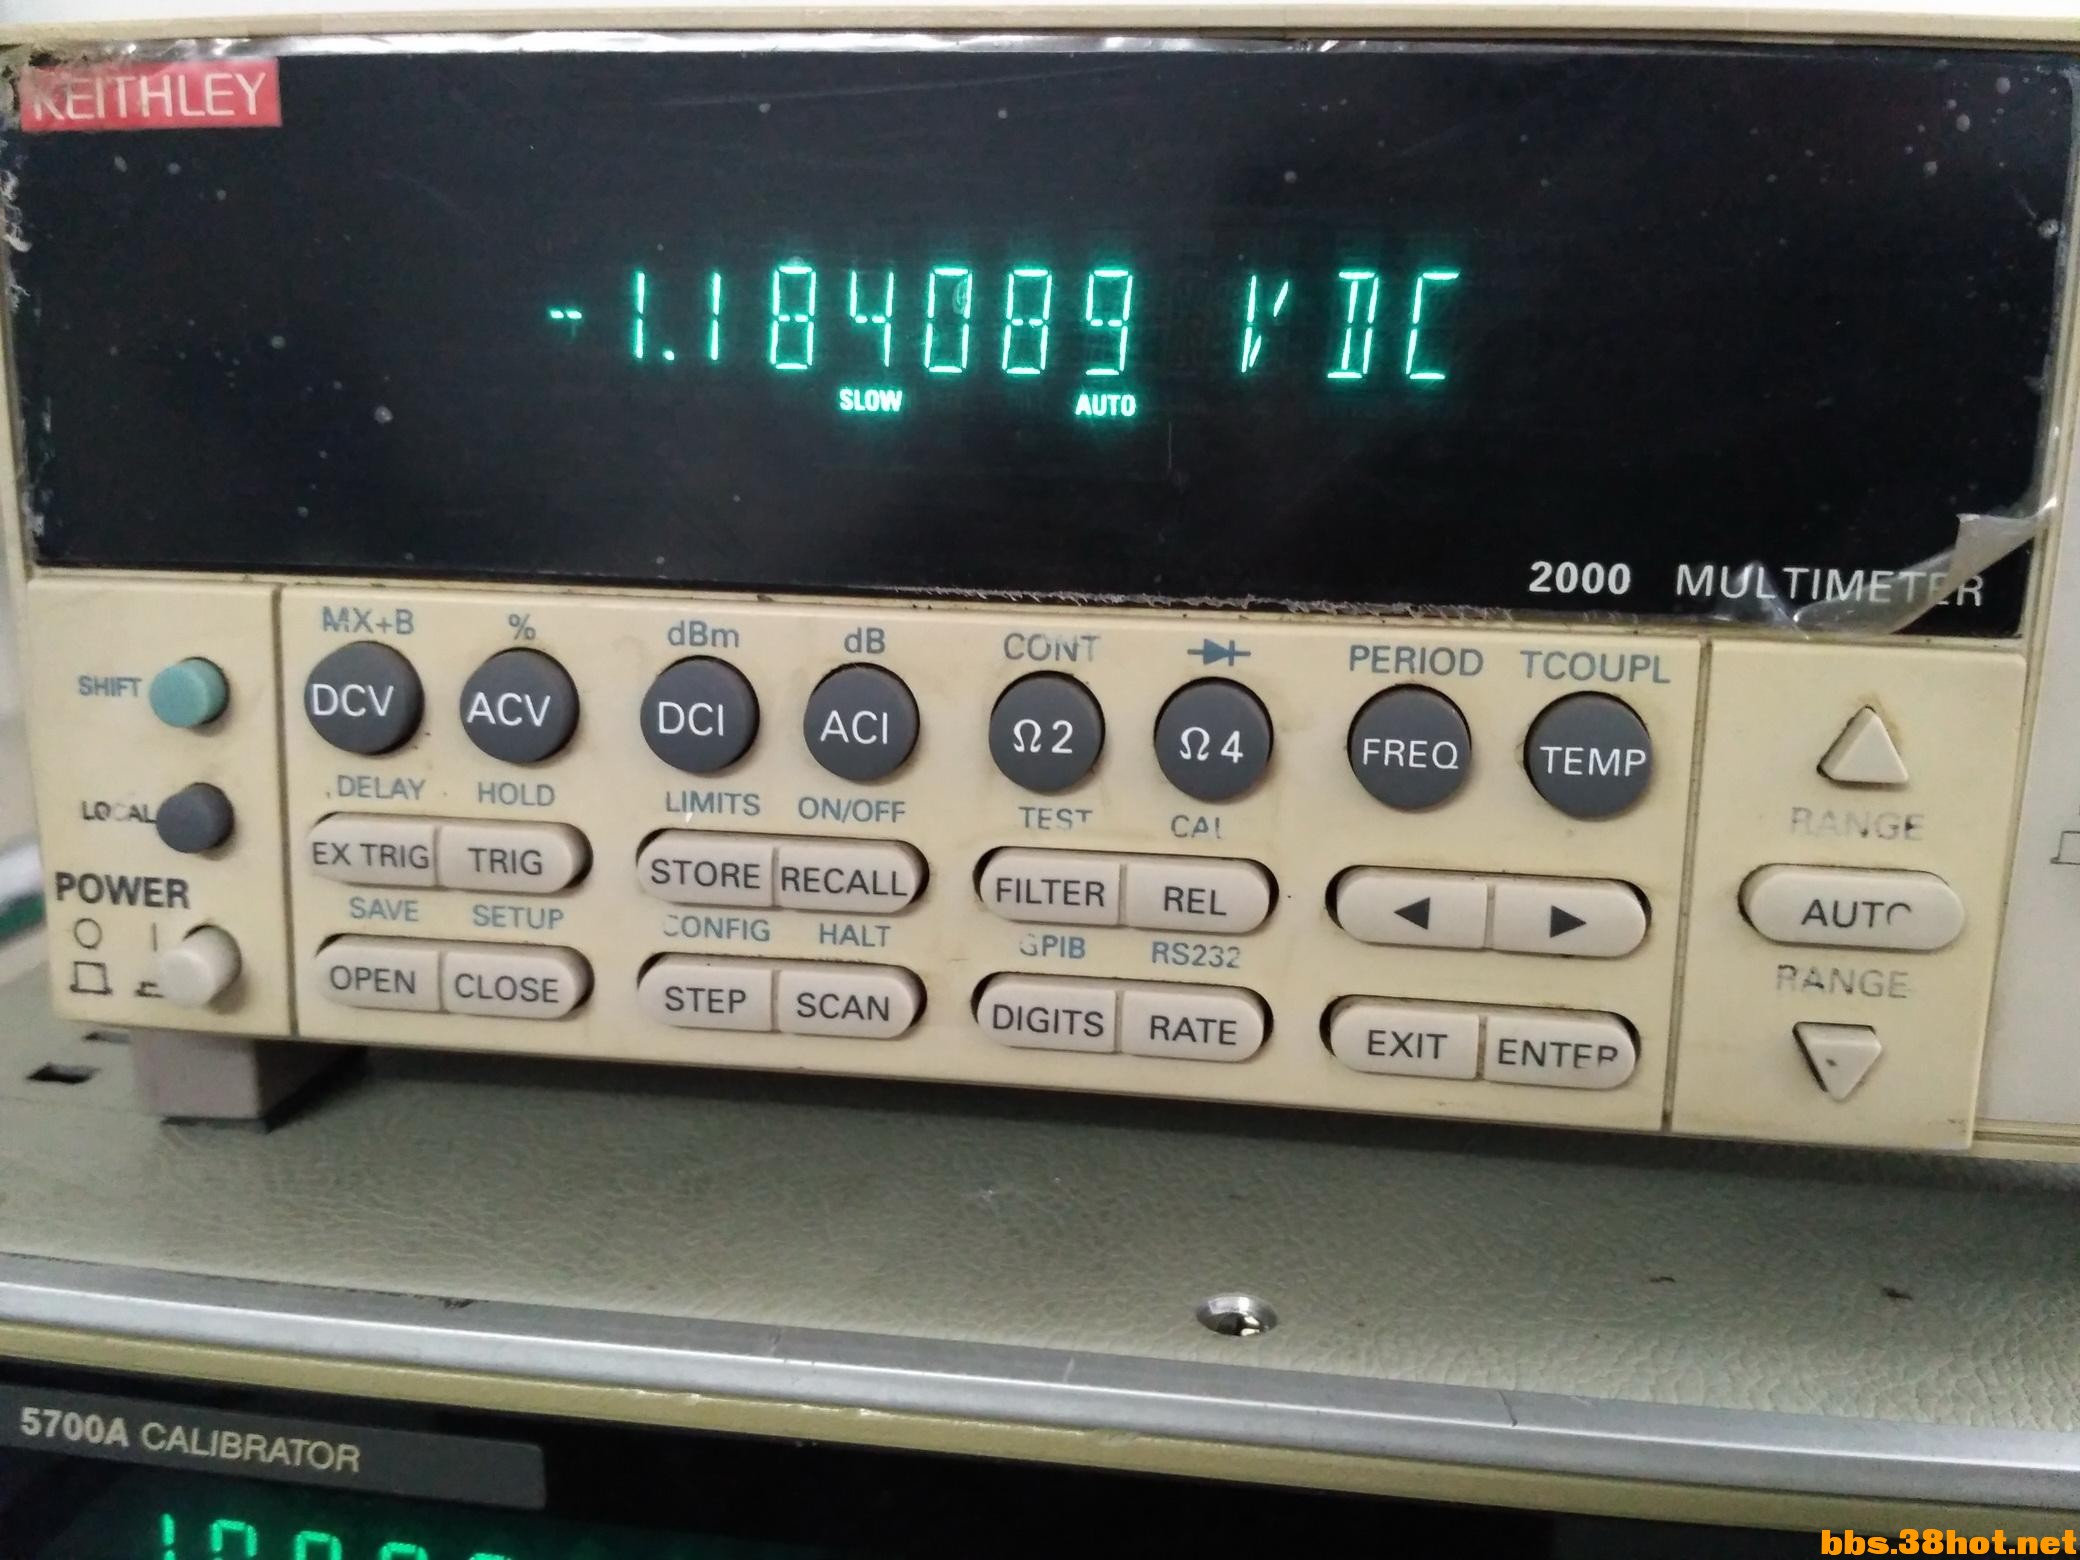 KEITHLEY
-1.184089 V DC
SLOW AUTO
2000 MULTIMETER
MX+B % dBm dB CONT PERIOD TCOUPL
SHIFT DCV ACV DCI ACI Ω2 Ω4 FREQ TEMP
DELAY HOLD LIMITS ON/OFF TEST CAL RANGE
LOCAL EX TRIG TRIG STORE RECALL FILTER REL ◀ ▶ AUTO
POWER SAVE SETUP CONFIG HALT GPIB RS232 RANGE
OPEN CLOSE STEP SCAN DIGITS RATE EXIT ENTER
5700A CALIBRATOR
bbs.38hot.net